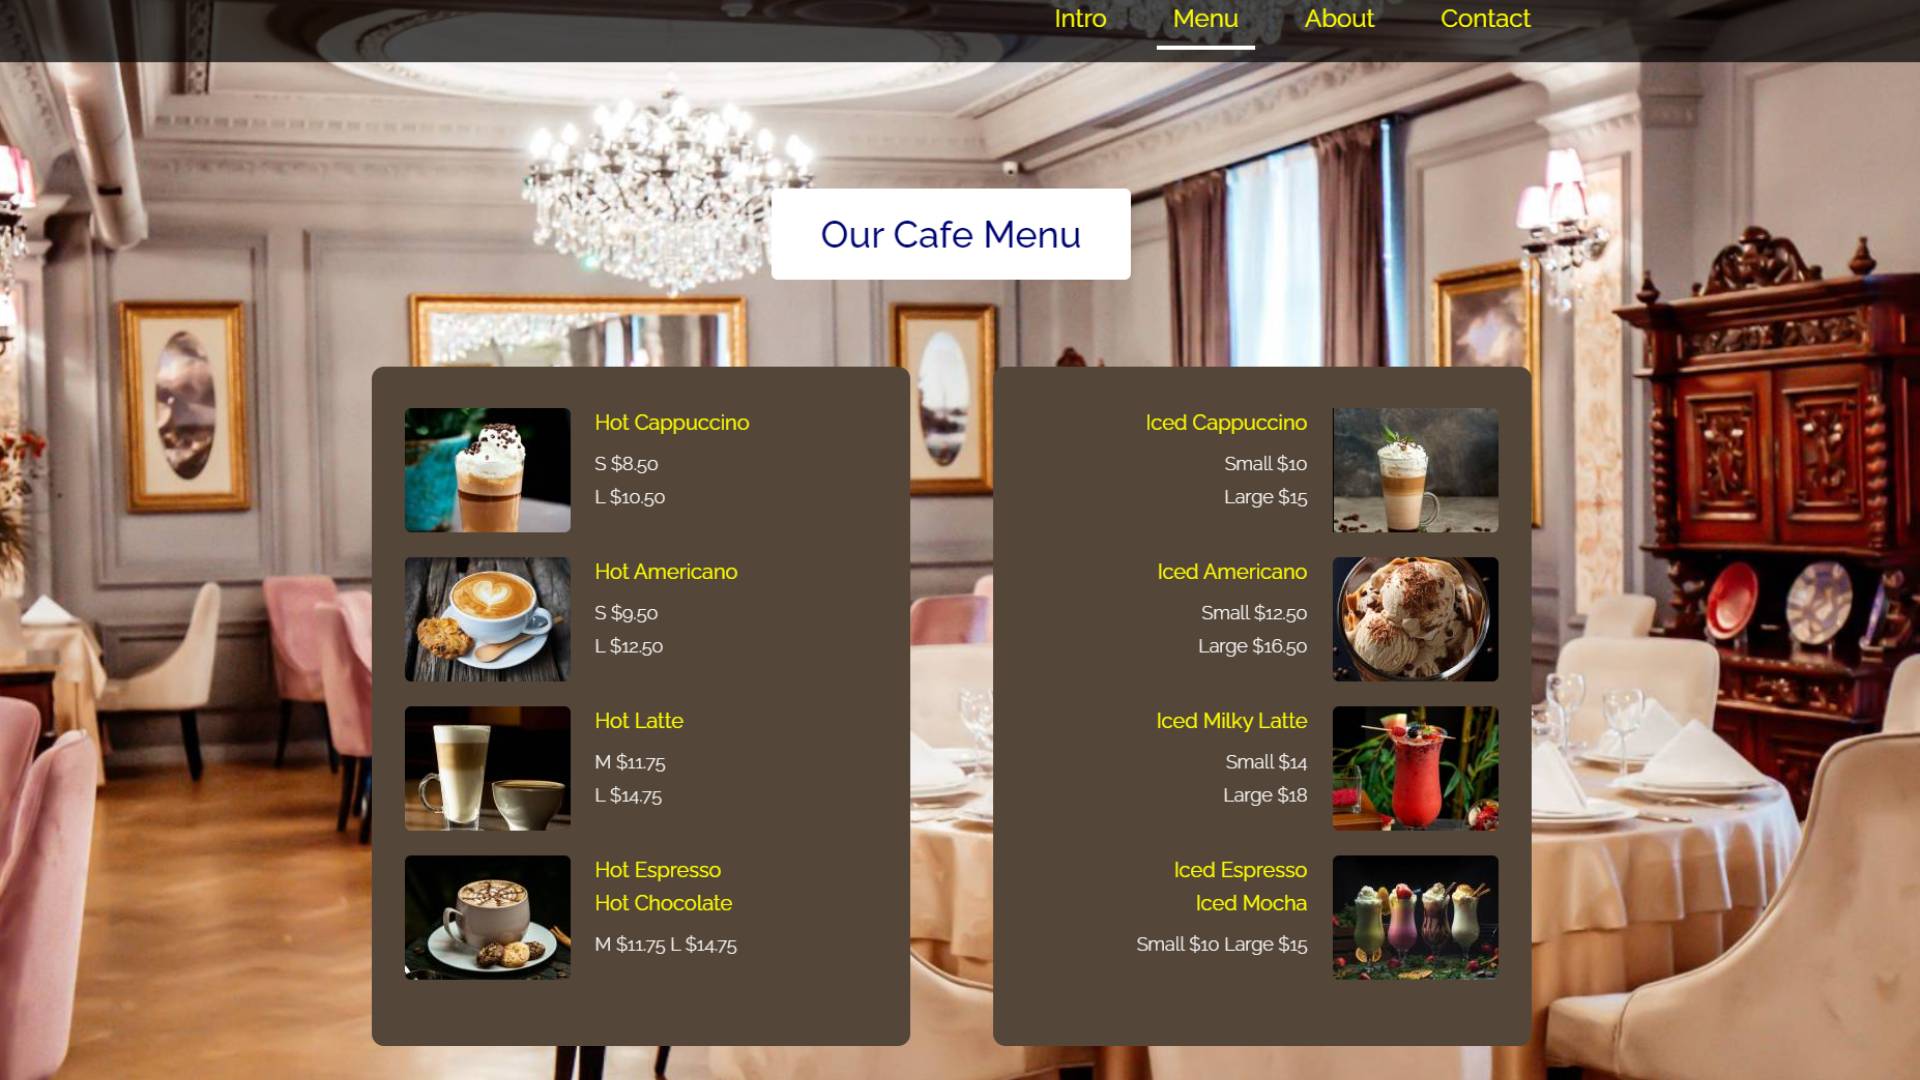 Intro Menu About Contact
Our Cafe Menu
Hot Cappuccino
S $8.50
L $10.50
Hot Americano
S $9.50
L $12.50
Hot Latte
M $11.75
L $14.75
Hot Espresso
Hot Chocolate
M $11.75 L $14.75
Iced Cappuccino
Small $10
Large $15
Iced Americano
Small $12.50
Large $16.50
Iced Milky Latte
Small $14
Large $18
Iced Espresso
Iced Mocha
Small $10 Large $15